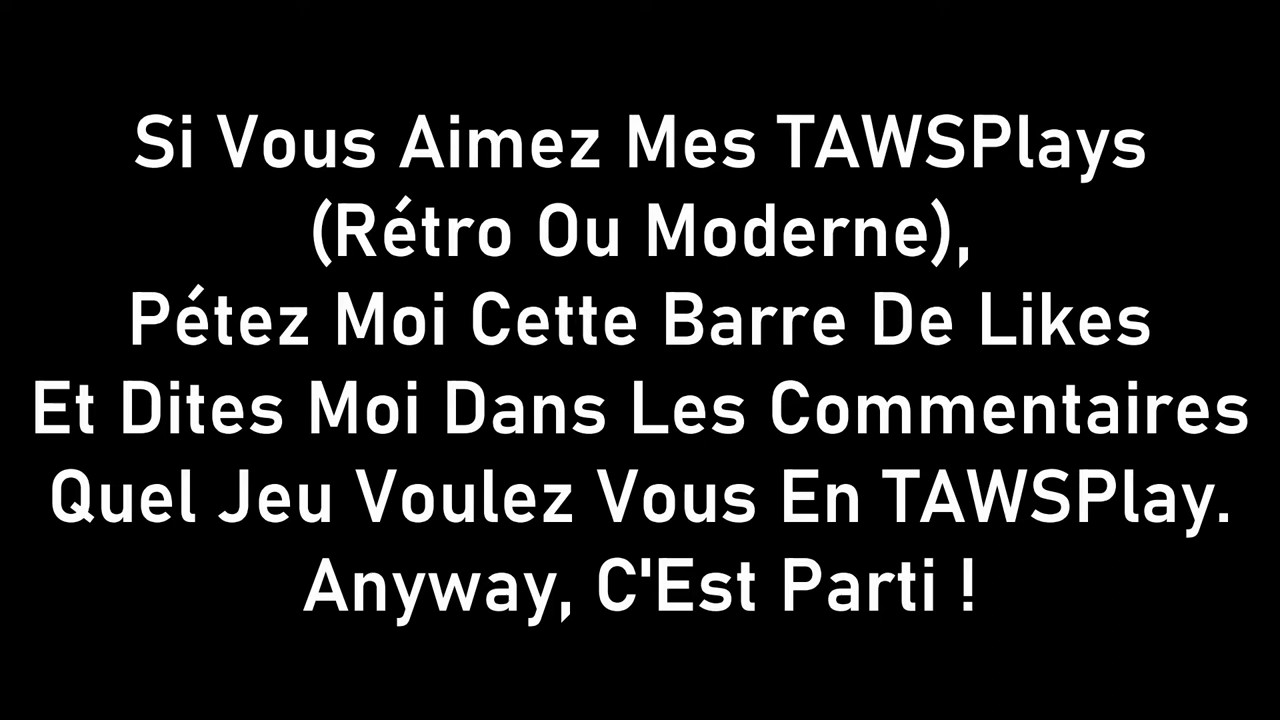 Si Vous Aimez Mes TAWSPlays
(Rétro Ou Moderne),
Pétez Moi Cette Barre De Likes
Et Dites Moi Dans Les Commentaires
Quel Jeu Voulez Vous En TAWSPlay.
Anyway, C'Est Parti !